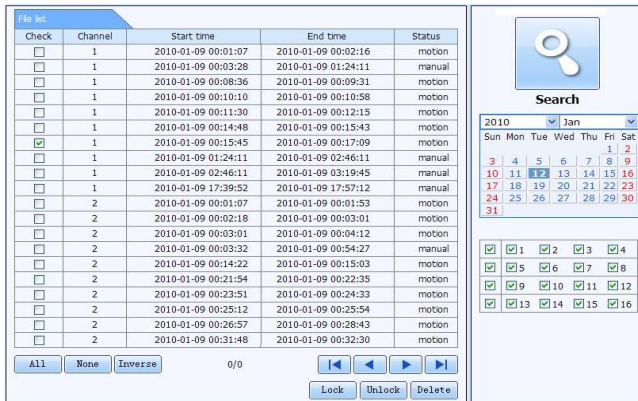 File list
Check Channel Start time End time Status
1 2010-01-09 00:01:07 2010-01-09 00:02:16 motion
1 2010-01-09 00:03:28 2010-01-09 01:24:11 manual
1 2010-01-09 00:08:36 2010-01-09 00:09:31 motion
1 2010-01-09 00:10:10 2010-01-09 00:10:58 motion
1 2010-01-09 00:11:30 2010-01-09 00:12:15 motion
1 2010-01-09 00:14:48 2010-01-09 00:15:43 motion
1 2010-01-09 00:15:45 2010-01-09 00:17:09 motion
1 2010-01-09 01:24:11 2010-01-09 02:46:11 manual
1 2010-01-09 02:46:11 2010-01-09 03:19:45 manual
1 2010-01-09 17:39:52 2010-01-09 17:57:12 manual
2 2010-01-09 00:01:07 2010-01-09 00:01:53 motion
2 2010-01-09 00:02:18 2010-01-09 00:03:01 motion
2 2010-01-09 00:03:01 2010-01-09 00:04:12 motion
2 2010-01-09 00:03:32 2010-01-09 00:54:27 manual
2 2010-01-09 00:14:22 2010-01-09 00:15:03 motion
2 2010-01-09 00:21:54 2010-01-09 00:22:35 motion
2 2010-01-09 00:23:51 2010-01-09 00:24:33 motion
2 2010-01-09 00:25:12 2010-01-09 00:25:54 motion
2 2010-01-09 00:26:57 2010-01-09 00:28:43 motion
2 2010-01-09 00:31:48 2010-01-09 00:32:30 motion
All None Inverse 0/0
Lock Unlock Delete
Search
2010 Jan
Sun Mon Tue Wed Thu Fri Sat
1 2
3 4 5 6 7 8 9
10 11 12 13 14 15 16
17 18 19 20 21 22 23
24 25 26 27 28 29 30
31
1 2 3 4
5 6 7 8
9 10 11 12
13 14 15 16